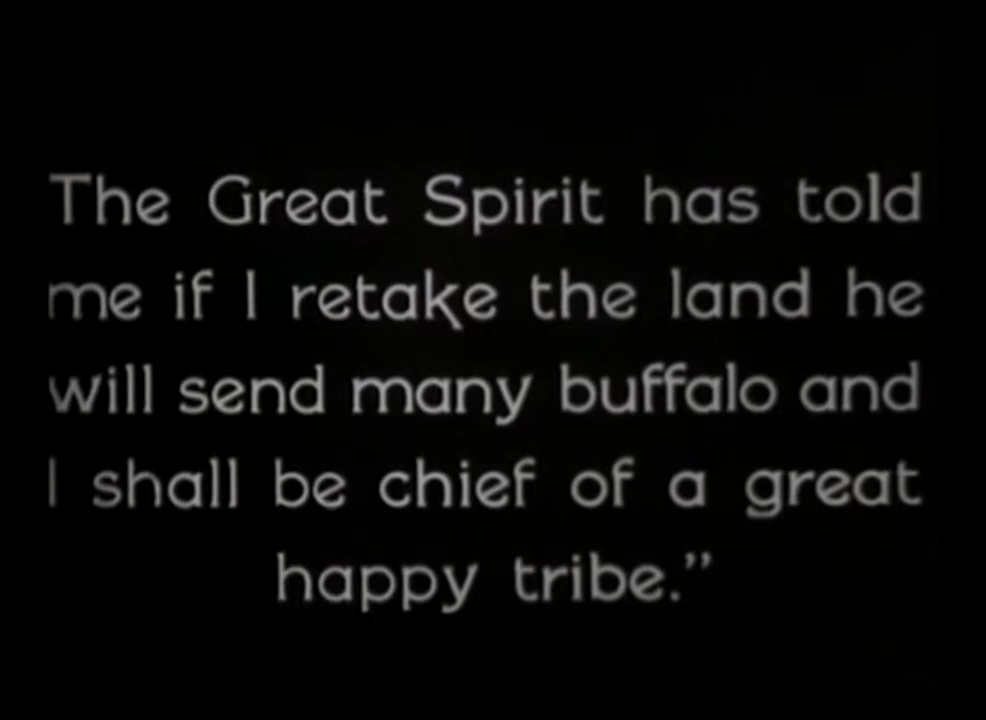 The Great Spirit has told
me if I retake the land he
will send many buffalo and
I shall be chief of a great
happy tribe.”